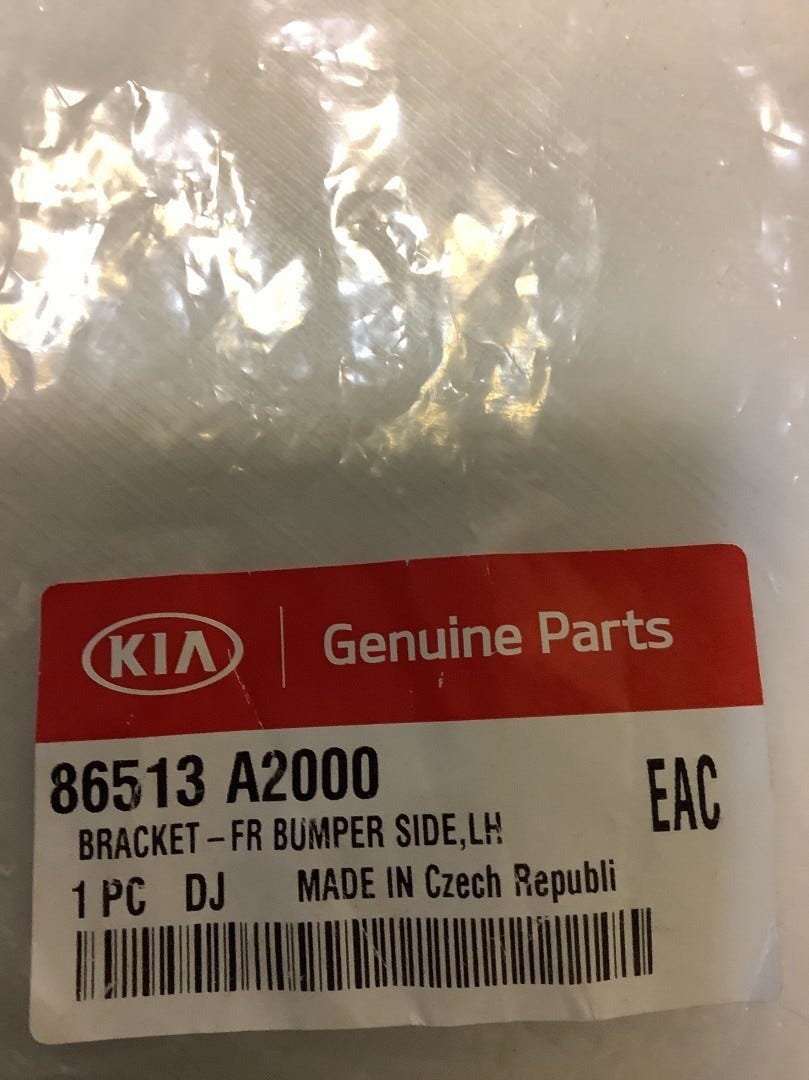 KIA Genuine Parts
86513 A2000
EAC
BRACKET-FR BUMPER SIDE,LH
1 PC DJ MADE IN Czech Republi